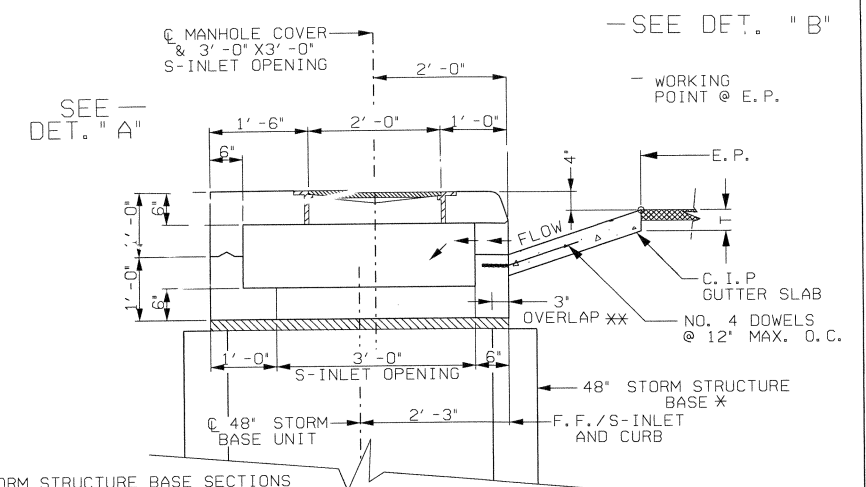 ℄ MANHOLE COVER
& 3'-0" X3'-0"
S-INLET OPENING
SEE
DET. "A"
SEE DET. "B"
WORKING
POINT @ E.P.
2'-0"
1'-6"
2'-0"
1'-0"
6"
4"
E.P.
6"
1'-0"
T
FLOW
C.I.P
GUTTER SLAB
1'-0"
6"
3"
OVERLAP **
NO. 4 DOWELS
@ 12" MAX. O.C.
1'-0"
3'-0"
6"
S-INLET OPENING
48" STORM STRUCTURE
BASE *
℄ 48" STORM
BASE UNIT
2'-3"
F.F./S-INLET
AND CURB
STRUCTURE BASE SECTIONS